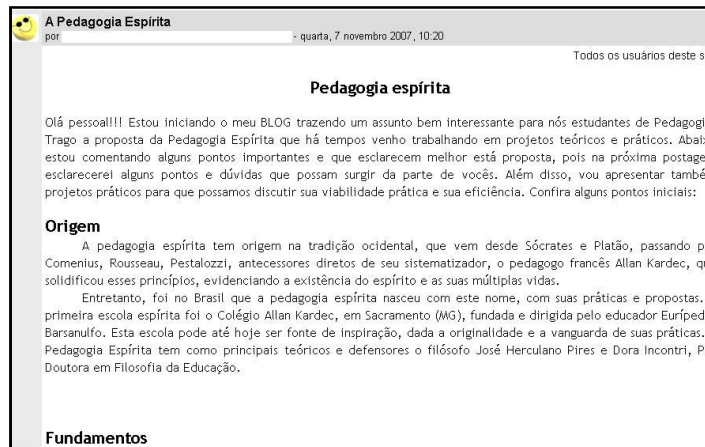 A Pedagogia Espírita
por - quarta, 7 novembro 2007, 10:20
Todos os usuários deste s
Pedagogia espírita
Olá pessoal!!! Estou iniciando o meu BLOG trazendo um assunto bem interessante para nós estudantes de Pedagogi
Trago a proposta da Pedagogia Espírita que há tempos venho trabalhando em projetos teóricos e práticos. Abai
estou comentando alguns pontos importantes e que esclarecem melhor está proposta, pois na próxima postage
esclarecerei alguns pontos e dúvidas que possam surgir da parte de vocês. Além disso, vou apresentar també
projetos práticos para que possamos discutir sua viabilidade prática e sua eficiência. Confira alguns pontos iniciais:
Origem
A pedagogia espírita tem origem na tradição ocidental, que vem desde Sócrates e Platão, passando p
Comenius, Rousseau, Pestalozzi, antecessores diretos de seu sistematizador, o pedagogo francês Allan Kardec, q
solidificou esses princípios, evidenciando a existência do espírito e as suas múltiplas vidas.
Entretanto, foi no Brasil que a pedagogia espírita nasceu com este nome, com suas práticas e propostas.
primeira escola espírita foi o Colégio Allan Kardec, em Sacramento (MG), fundada e dirigida pelo educador Euríped
Barsanulfo. Esta escola pode até hoje ser fonte de inspiração, dada a originalidade e a vanguarda de suas práticas.
Pedagogia Espírita tem como principais teóricos e defensores o filósofo José Herculano Pires e Dora Incontri, P
Doutora em Filosofia da Educação.
Fundamentos